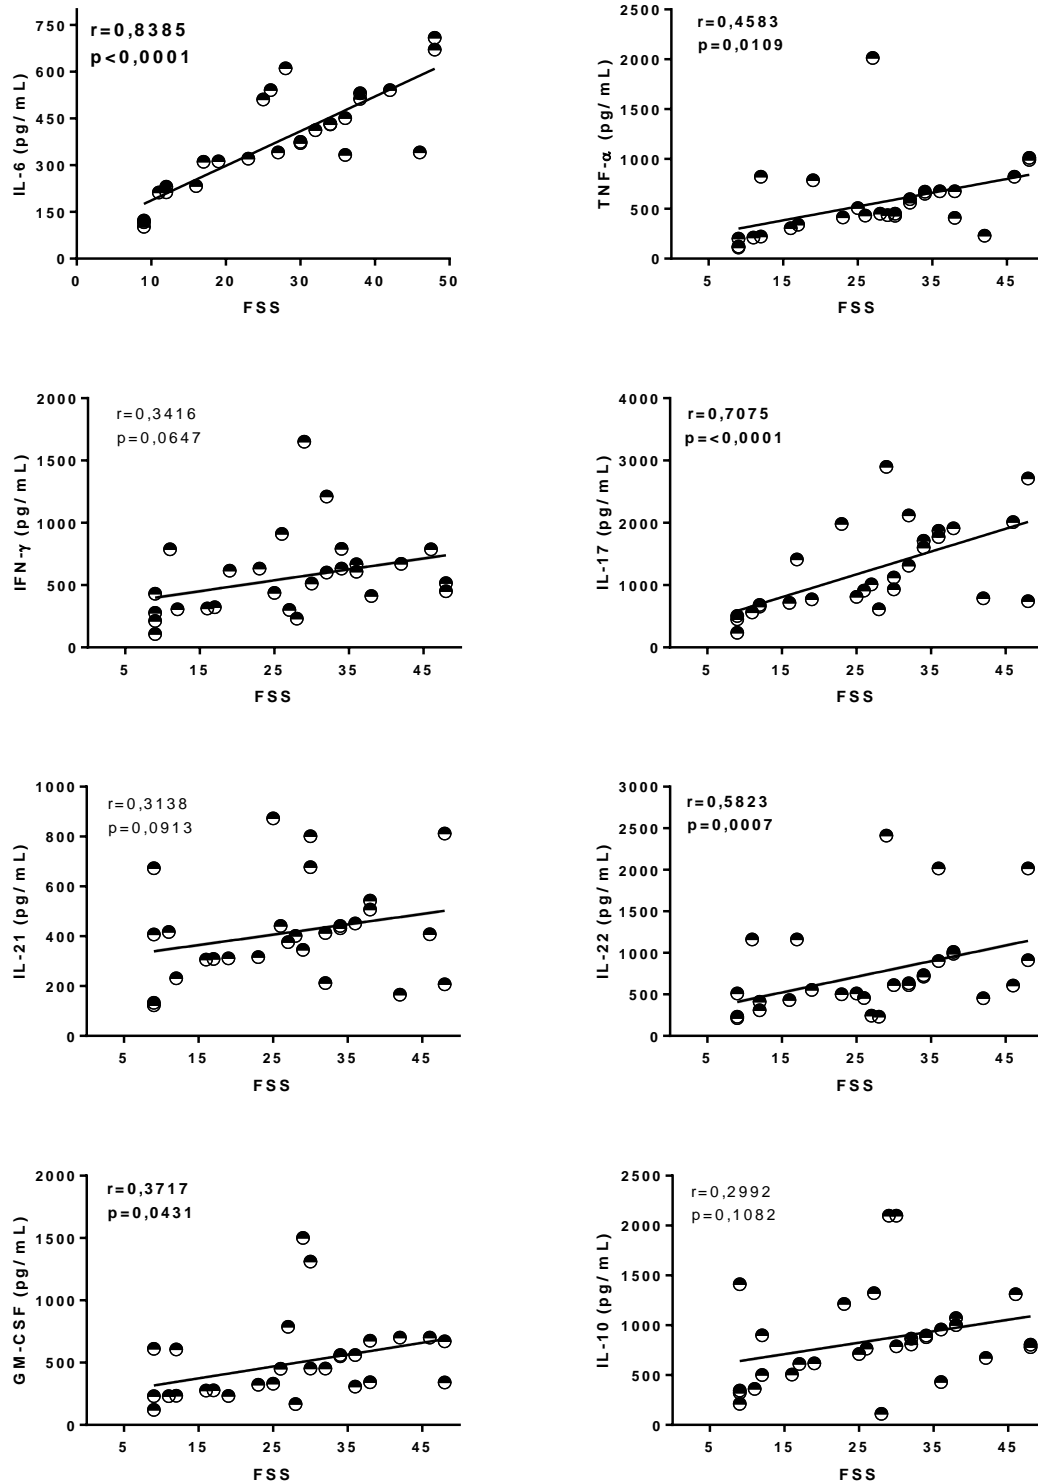 r=0,8385
p<0,0001
IL-6 (pg/mL)
750
600
450
300
150
0
0 10 20 30 40 50
FSS
r=0,4583
p=0,0109
TNF-α (pg/mL)
2500
2000
1500
1000
500
0
5 15 25 35 45
FSS
r=0,3416
p=0,0647
IFN-γ (pg/mL)
2000
1500
1000
500
0
5 15 25 35 45
FSS
r=0,7075
p=<0,0001
IL-17 (pg/mL)
4000
3000
2000
1000
0
5 15 25 35 45
FSS
r=0,3138
p=0,0913
IL-21 (pg/mL)
1000
800
600
400
200
0
5 15 25 35 45
FSS
r=0,5823
p=0,0007
IL-22 (pg/mL)
3000
2500
2000
1500
1000
500
0
5 15 25 35 45
FSS
r=0,3717
p=0,0431
GM-CSF (pg/mL)
2000
1500
1000
500
0
5 15 25 35 45
FSS
r=0,2992
p=0,1082
IL-10 (pg/mL)
2500
2000
1500
1000
500
0
5 15 25 35 45
FSS